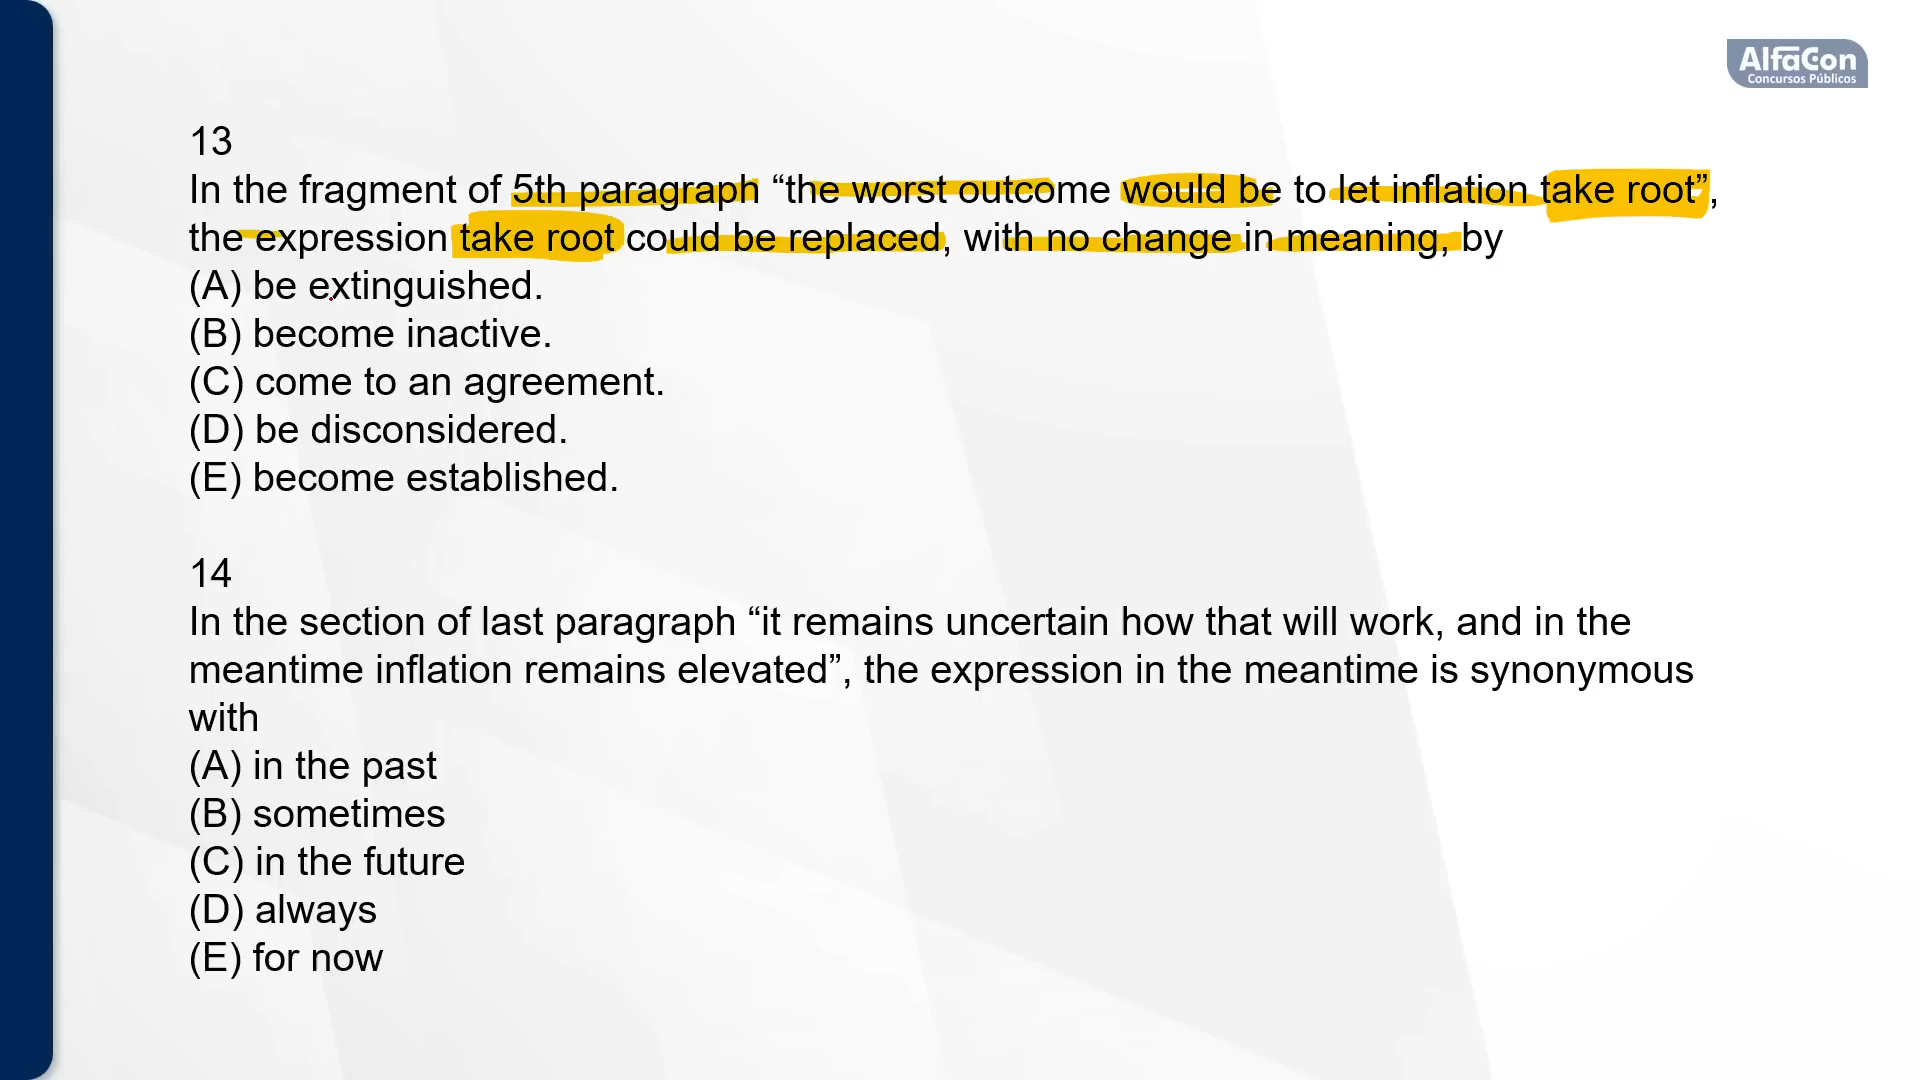 AlfaCon
Concursos Públicos
13
In the fragment of 5th paragraph “the worst outcome would be to let inflation take root”,
the expression take root could be replaced, with no change in meaning, by
(A) be extinguished.
(B) become inactive.
(C) come to an agreement.
(D) be disconsidered.
(E) become established.
14
In the section of last paragraph “it remains uncertain how that will work, and in the
meantime inflation remains elevated”, the expression in the meantime is synonymous
with
(A) in the past
(B) sometimes
(C) in the future
(D) always
(E) for now